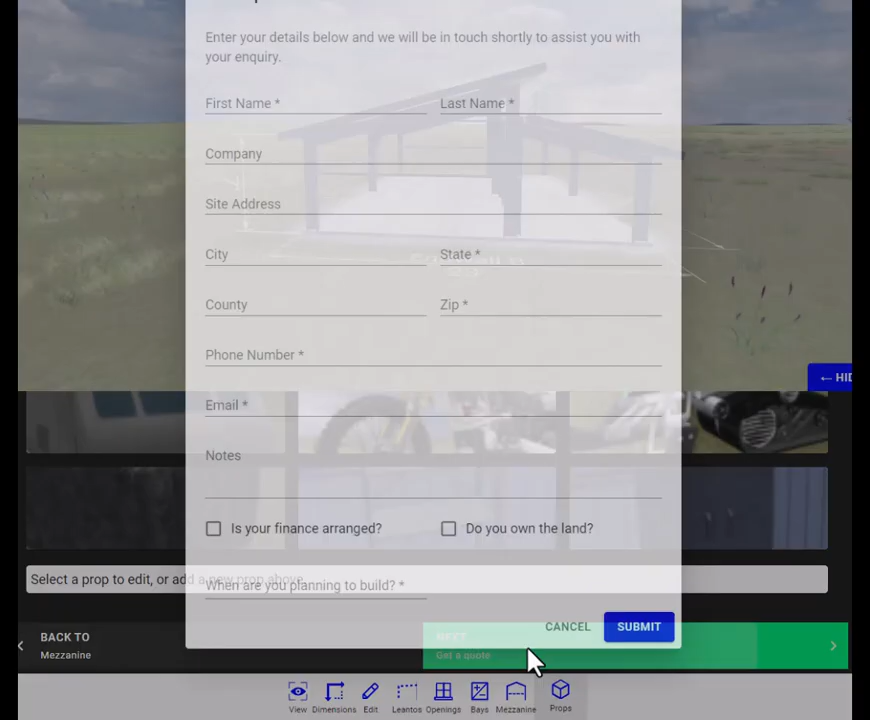 Enter your details below and we will be in touch shortly to assist you with
your enquiry.
First Name *
Last Name *
Company
Site Address
City
State *
County
Zip *
Phone Number *
← HID
Email *
Notes
Is your finance arranged?
Do you own the land?
Select a prop to edit, or add a new prop above
When are you planning to build? *
CANCEL
SUBMIT
BACK TO
Mezzanine
NEXT
Get a quote
View
Dimensions
Edit
Leantos
Openings
Bays
Mezzanine
Props